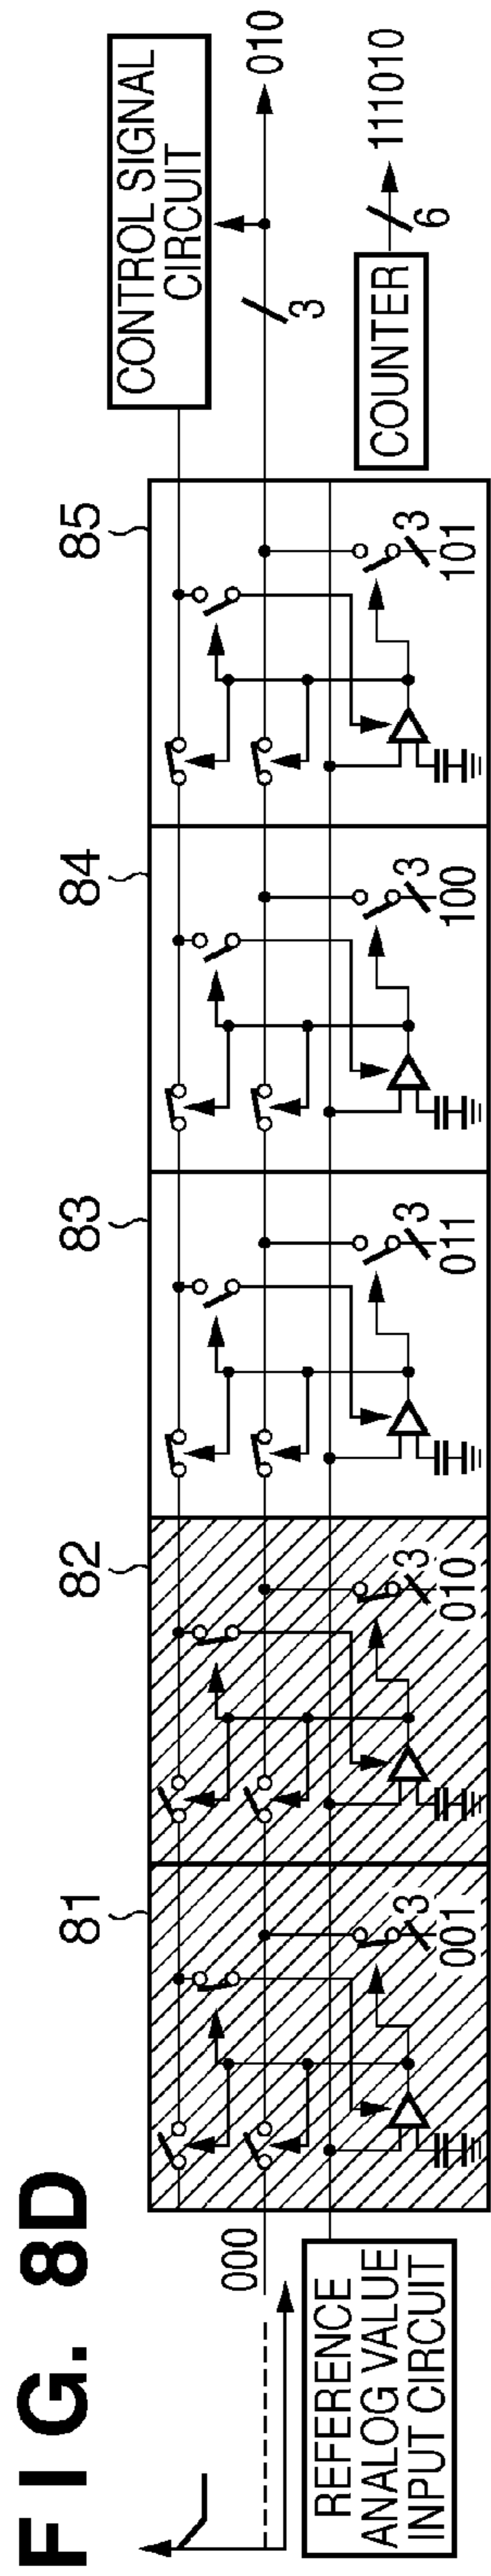 FIG. 8D
81
82
83
84
85
CONTROL SIGNAL
CIRCUIT
000
3
010
REFERENCE
ANALOG VALUE
INPUT CIRCUIT
3
001
3
010
3
011
3
100
3
101
COUNTER
6
111010